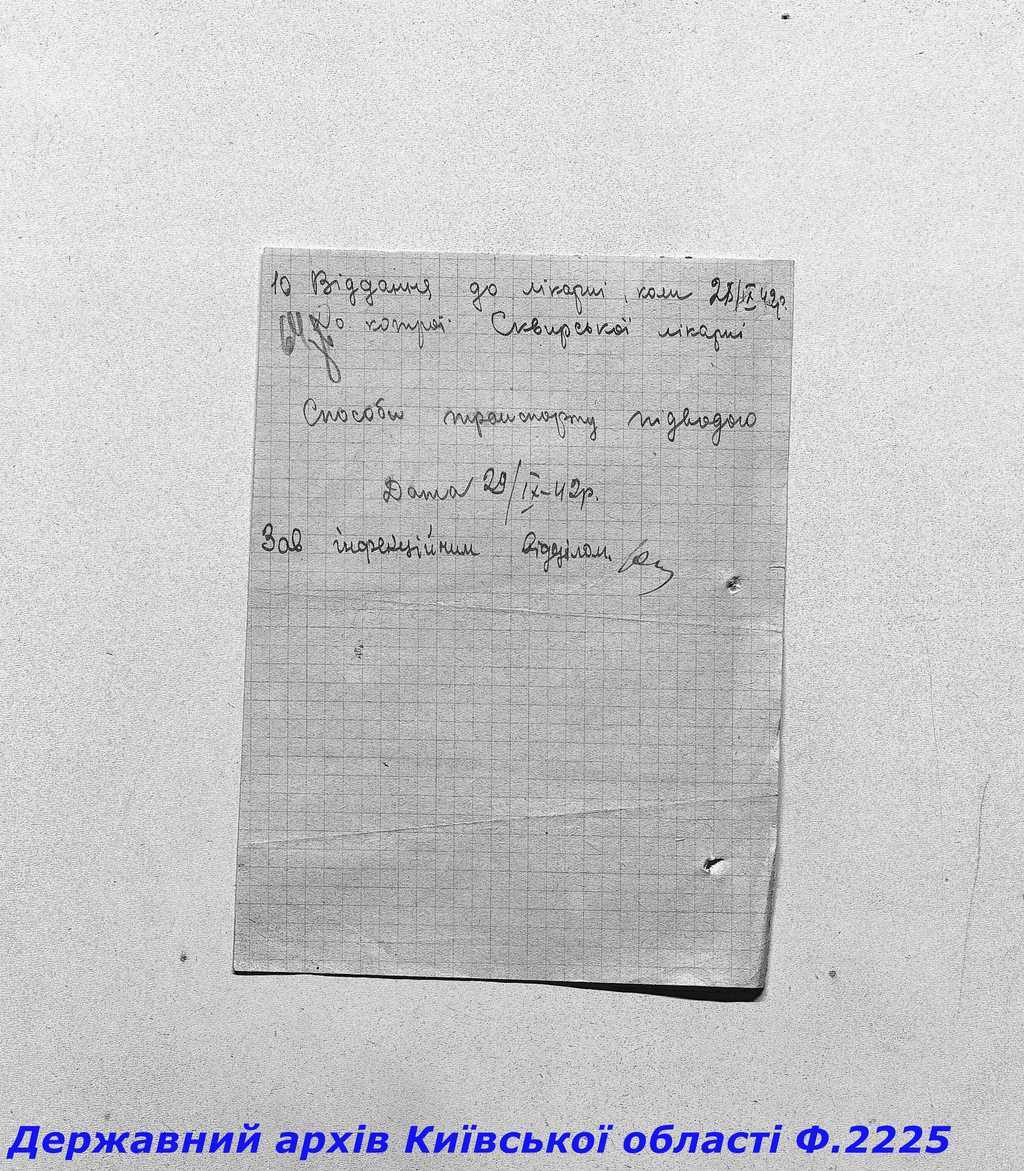 10 Віддання до лікарні, коли 28/IX 42р.
До котрої Сквирської лікарні
64
Способи транспорту підводою
Дата 29/IX-42р.
Зав інфекційним відділом
Державний архів Київської області Ф.2225